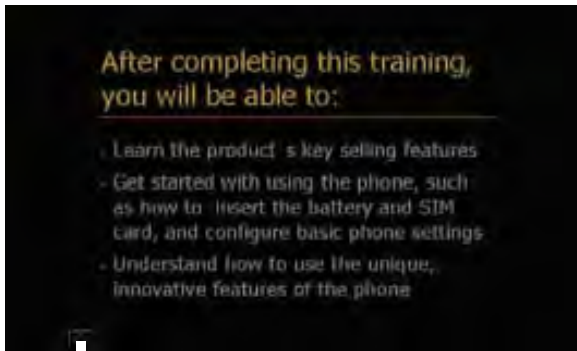 After completing this training,
you will be able to:
- Learn the product s key selling features
- Get started with using the phone, such
as how to insert the battery and SIM
card, and configure basic phone settings
- Understand how to use the unique,
innovative features of the phone